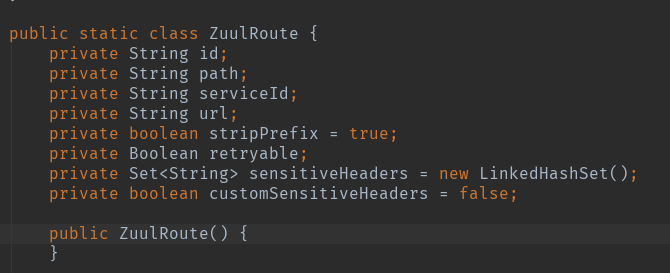 public static class ZuulRoute {
private String id;
private String path;
private String serviceId;
private String url;
private boolean stripPrefix = true;
private Boolean retryable;
private Set<String> sensitiveHeaders = new LinkedHashSet();
private boolean customSensitiveHeaders = false;
public ZuulRoute() {
}